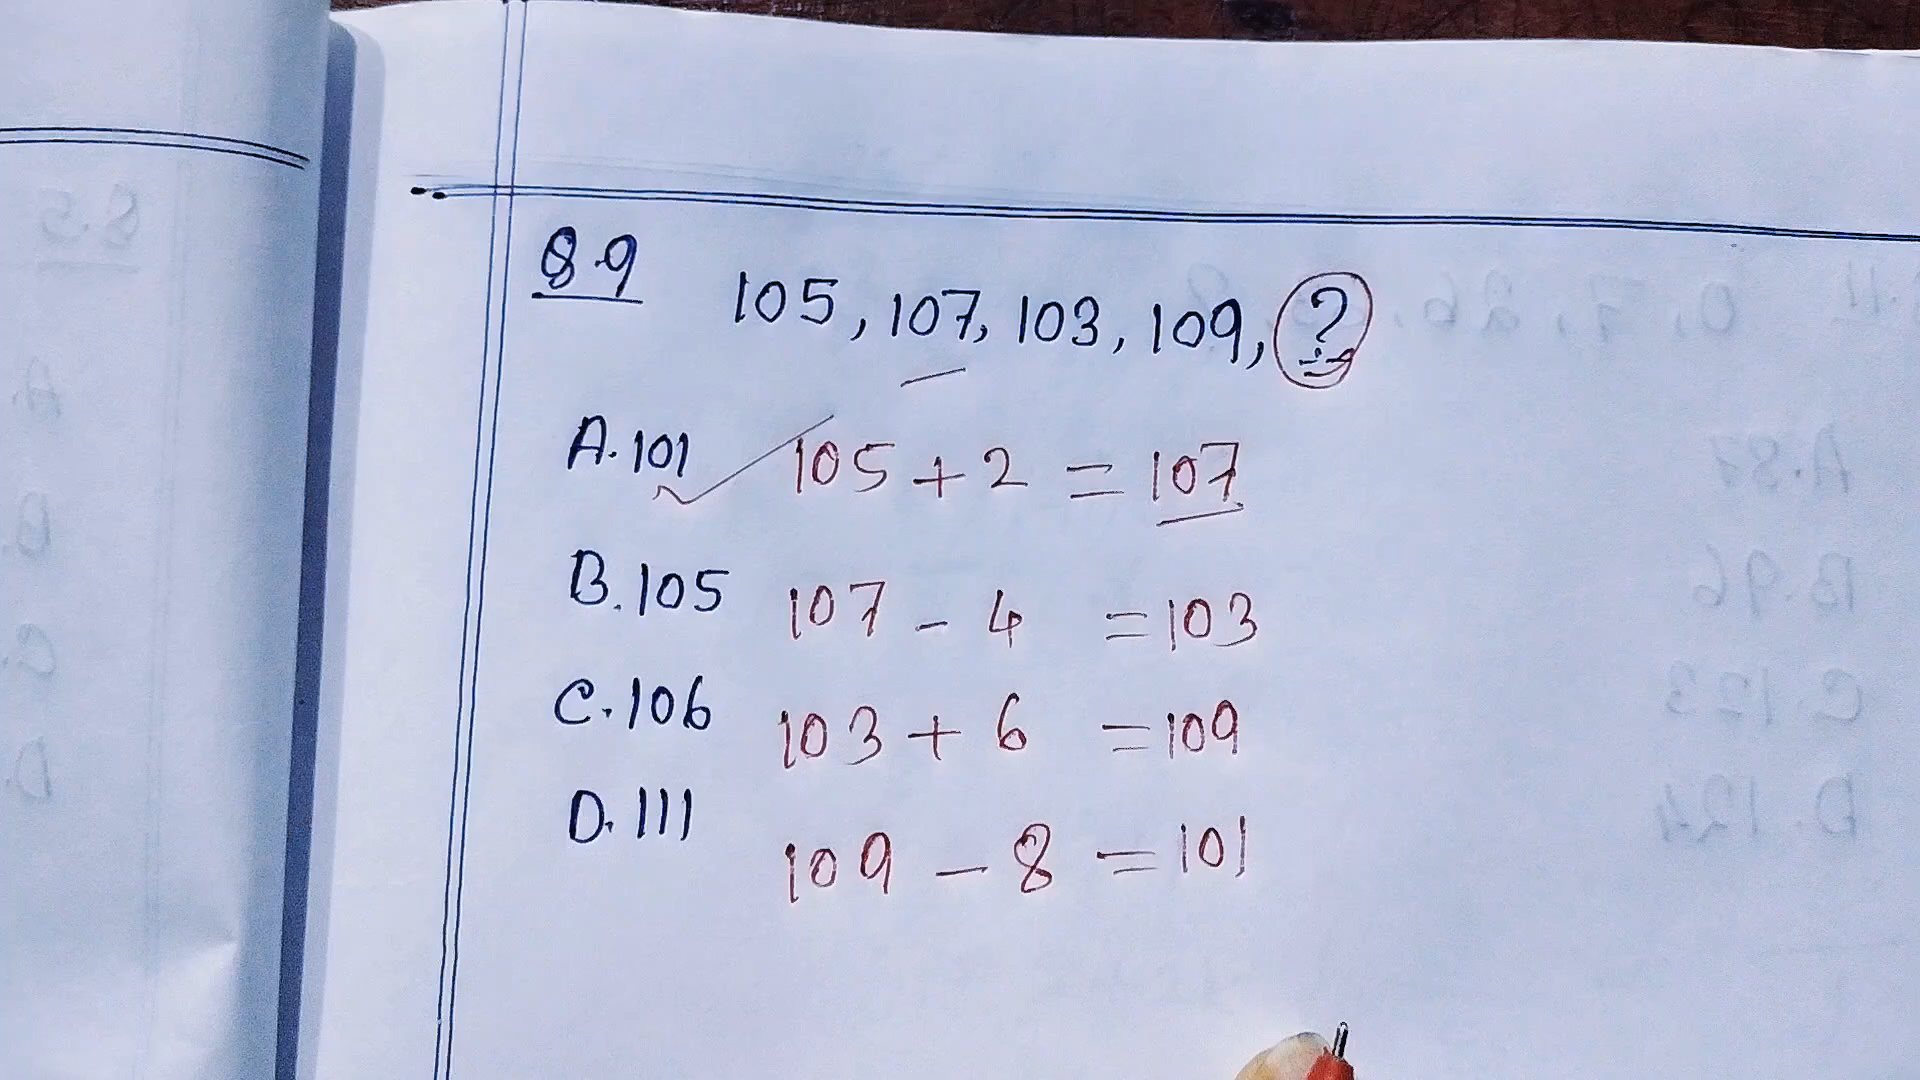 8.9 105, 107, 103, 109, ?
A. 101 105 + 2 = 107
B. 105 107 - 4 = 103
C. 106 103 + 6 = 109
D. 111 109 - 8 = 101